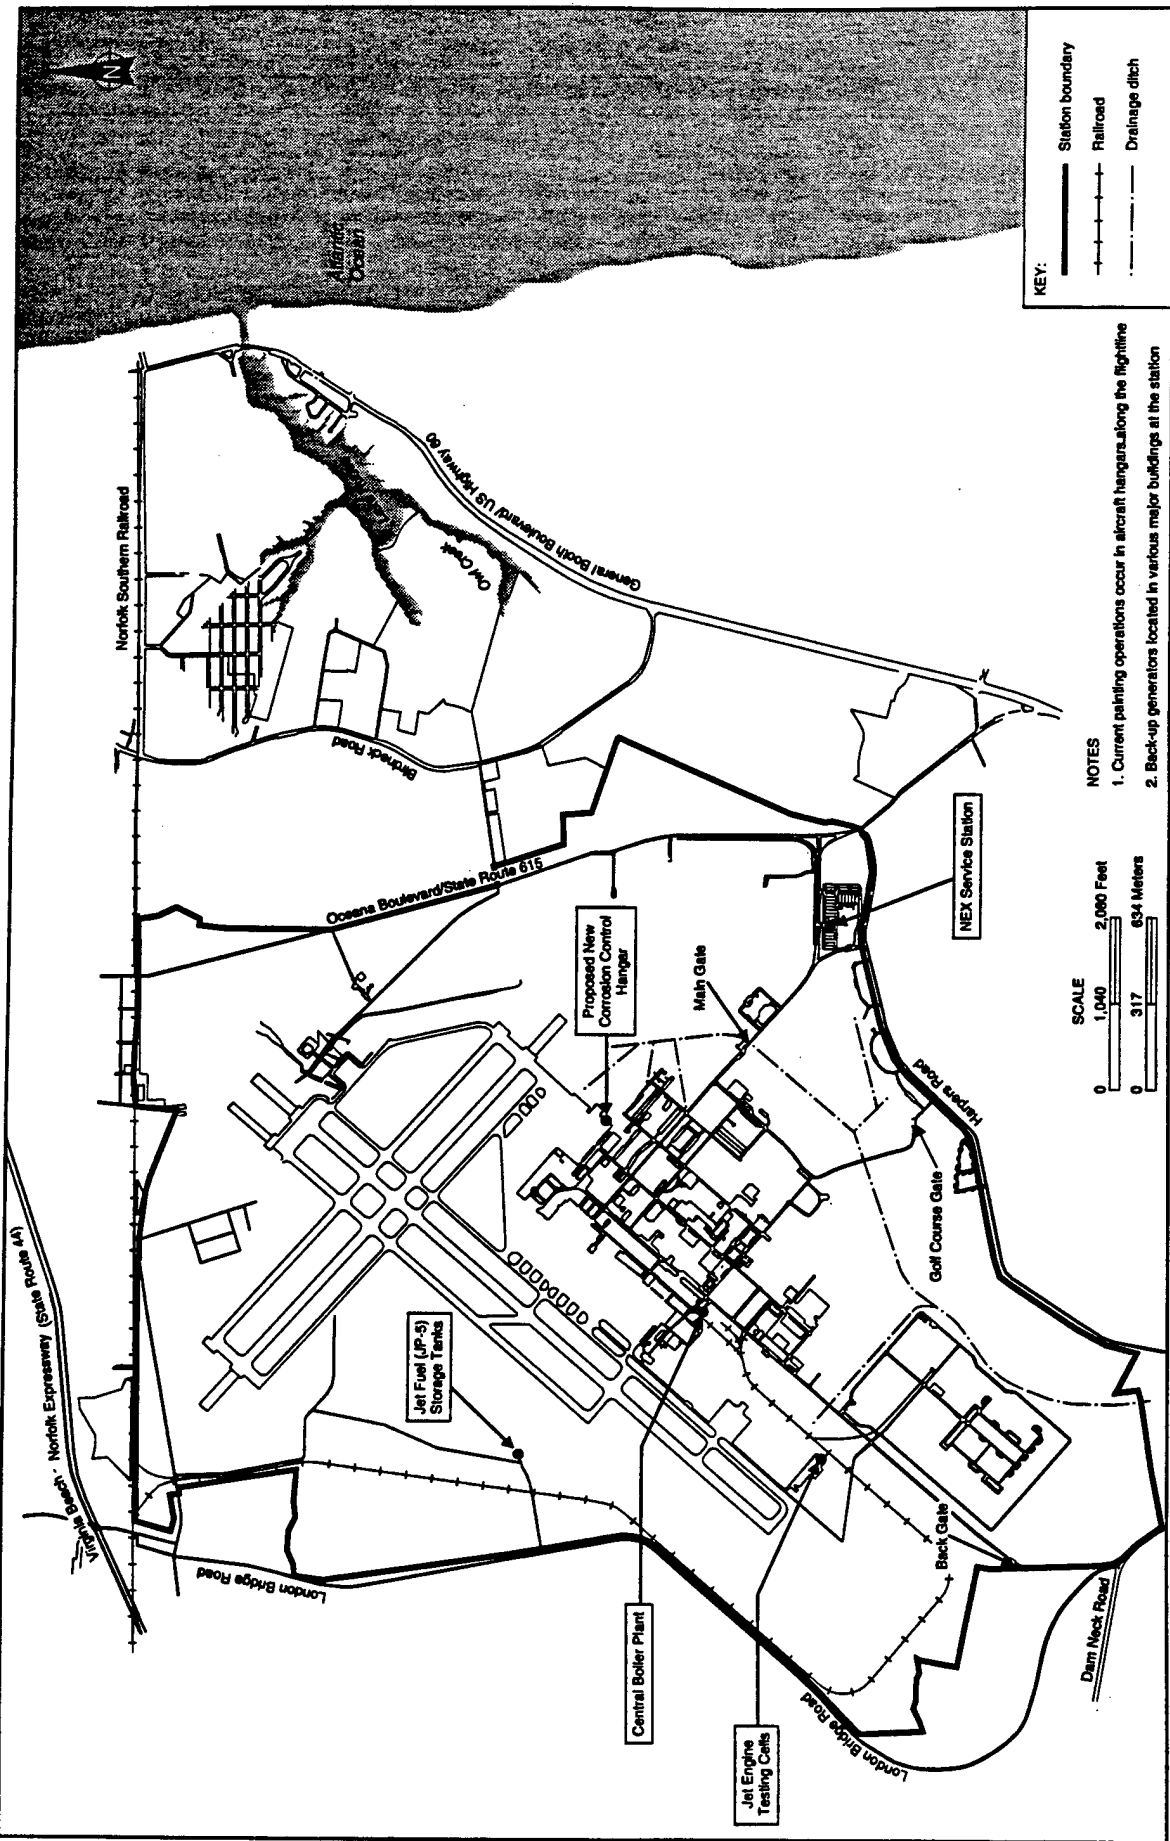 N
Atlantic
Ocean
Norfolk Southern Railroad
Virginia Beach - Norfolk Expressway (State Route 44)
Owl Creek
General Booth Boulevard/ US Highway 60
Birdneck Road
Oceana Boulevard/State Route 615
London Bridge Road
Jet Fuel (JP-5)
Storage Tanks
Proposed New
Corrosion Control
Hangar
Main Gate
NEX Service Station
Harpers Road
Golf Course Gate
Central Boiler Plant
Jet Engine
Testing Cells
Back Gate
London Bridge Road
Dam Neck Road
SCALE
0 1,040 2,080 Feet
0 317 634 Meters
NOTES
1. Current painting operations occur in aircraft hangars along the flightline
2. Back-up generators located in various major buildings at the station
KEY:
Station boundary
Railroad
Drainage ditch